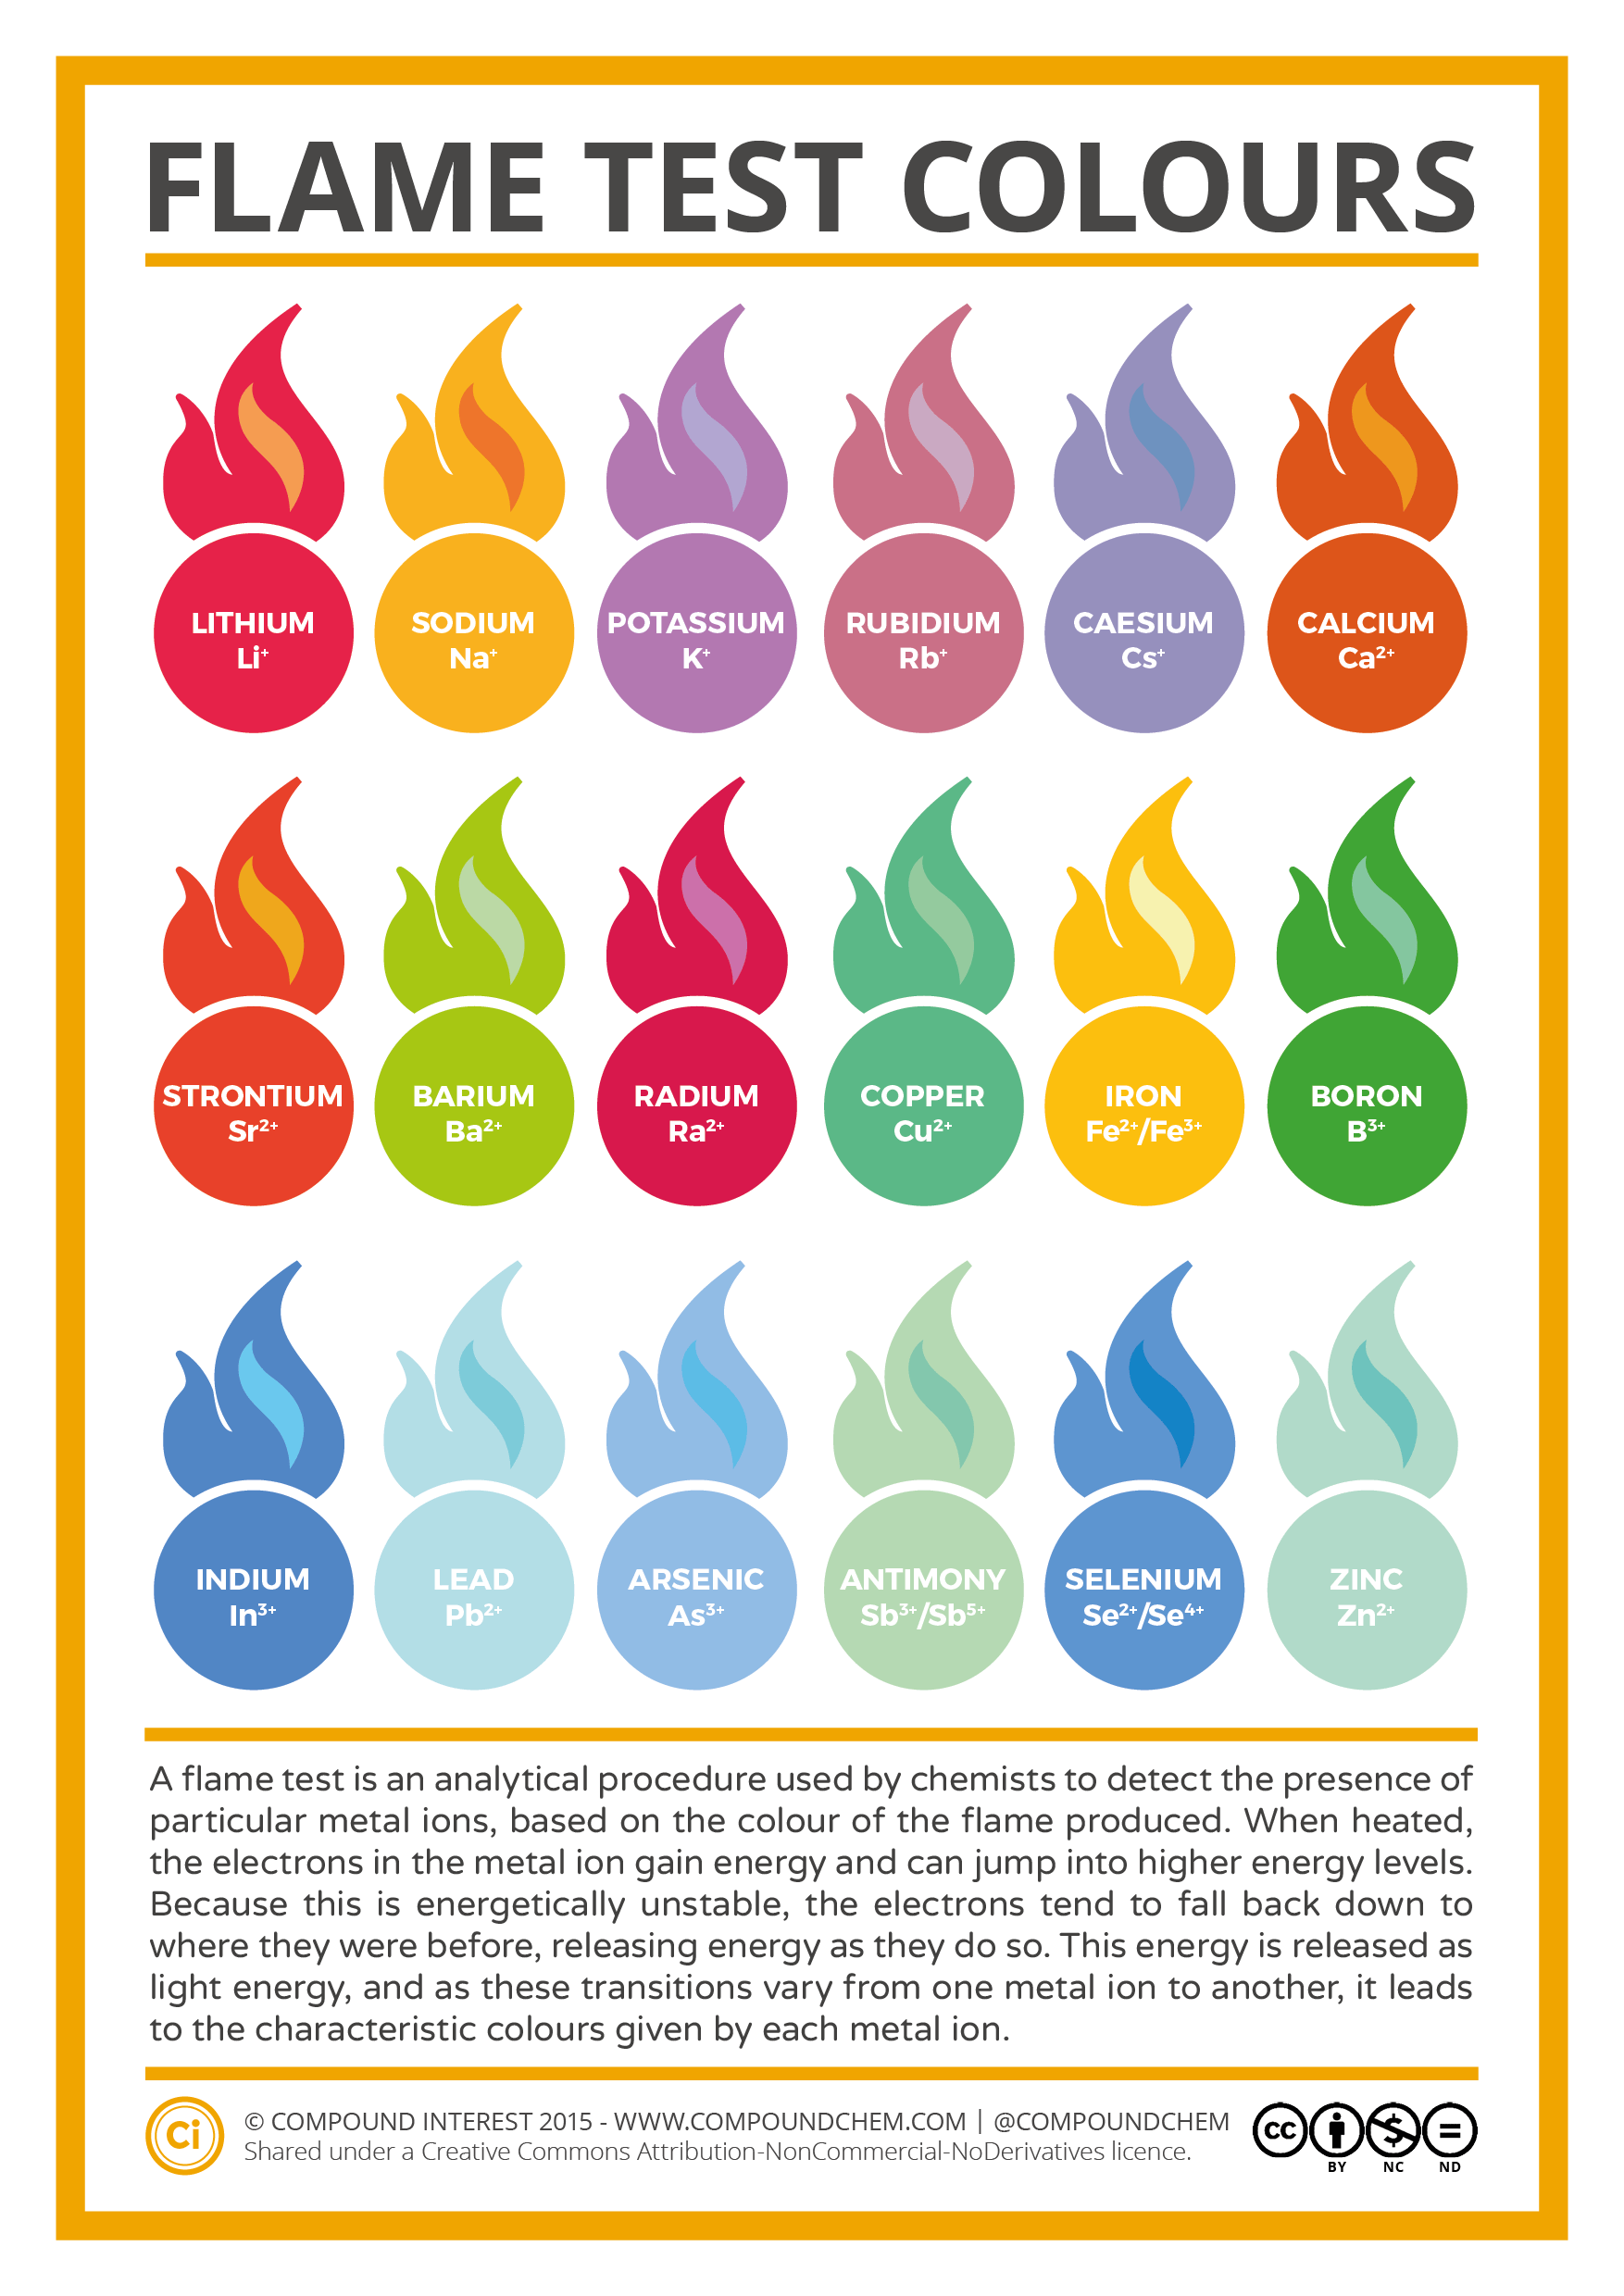 FLAME TEST COLOURS
LITHIUM
Li⁺
SODIUM
Na⁺
POTASSIUM
K⁺
RUBIDIUM
Rb⁺
CAESIUM
Cs⁺
CALCIUM
Ca²⁺
STRONTIUM
Sr²⁺
BARIUM
Ba²⁺
RADIUM
Ra²⁺
COPPER
Cu²⁺
IRON
Fe²⁺/Fe³⁺
BORON
B³⁺
INDIUM
In³⁺
LEAD
Pb²⁺
ARSENIC
As³⁺
ANTIMONY
Sb³⁺/Sb⁵⁺
SELENIUM
Se²⁺/Se⁴⁺
ZINC
Zn²⁺
A flame test is an analytical procedure used by chemists to detect the presence of
particular metal ions, based on the colour of the flame produced. When heated,
the electrons in the metal ion gain energy and can jump into higher energy levels.
Because this is energetically unstable, the electrons tend to fall back down to
where they were before, releasing energy as they do so. This energy is released as
light energy, and as these transitions vary from one metal ion to another, it leads
to the characteristic colours given by each metal ion.
Ci
© COMPOUND INTEREST 2015 - WWW.COMPOUNDCHEM.COM | @COMPOUNDCHEM
Shared under a Creative Commons Attribution-NonCommercial-NoDerivatives licence.
cc
BY
NC
ND